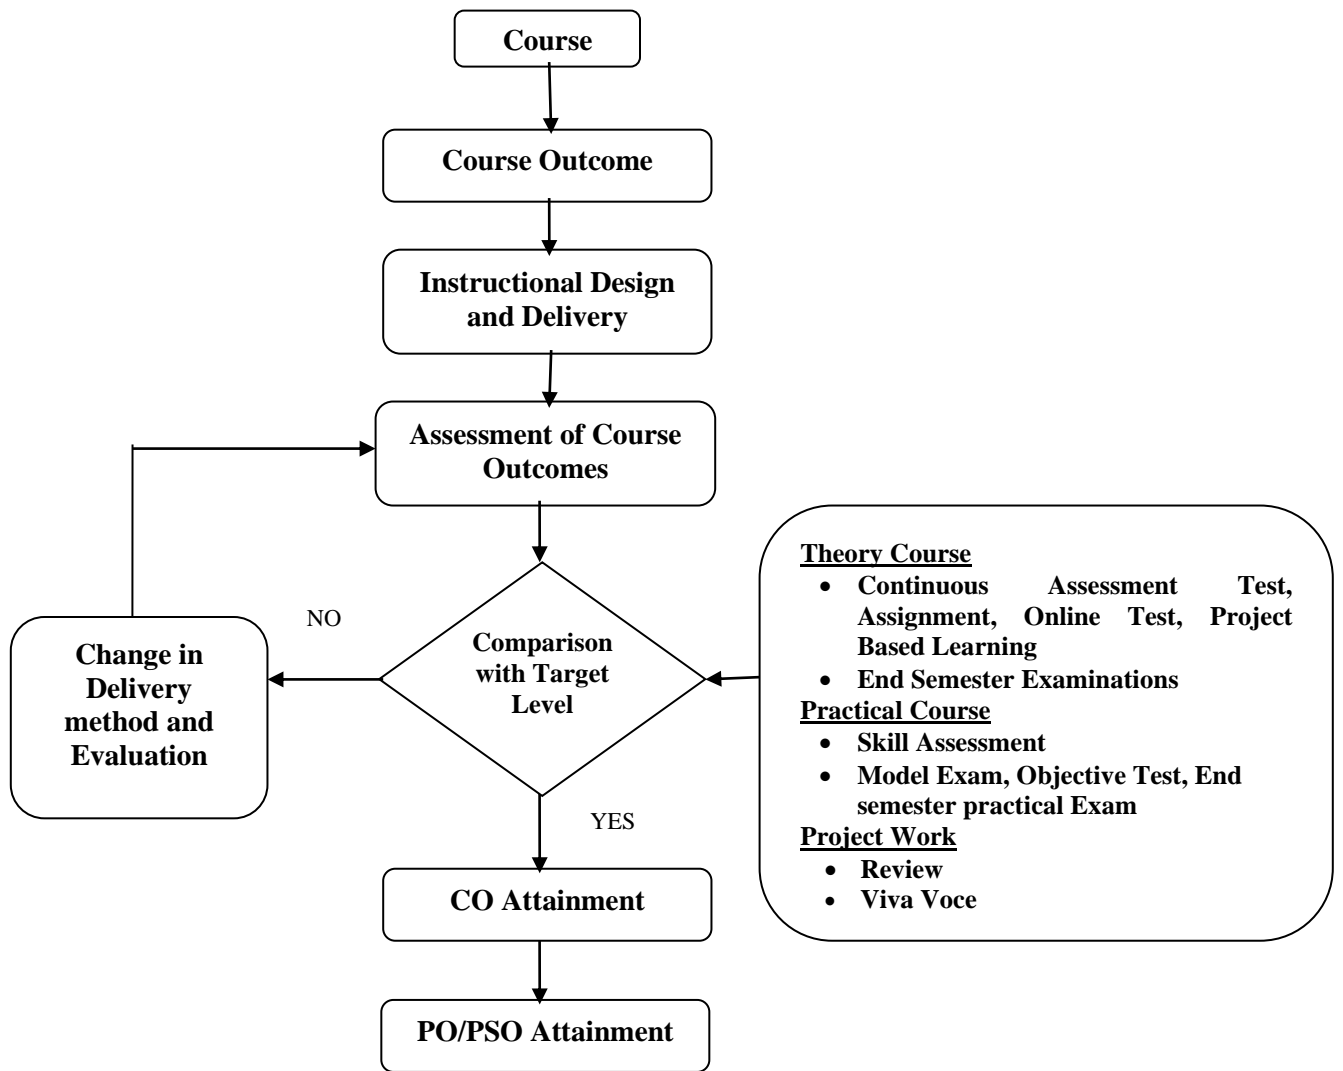 Course
Course Outcome
Instructional Design
and Delivery
Assessment of Course
Outcomes
Theory Course
• Continuous Assessment Test,
Assignment, Online Test, Project
Based Learning
• End Semester Examinations
Practical Course
• Skill Assessment
• Model Exam, Objective Test, End
semester practical Exam
Project Work
• Review
• Viva Voce
NO
Comparison
with Target
Level
Change in
Delivery
method and
Evaluation
YES
CO Attainment
PO/PSO Attainment